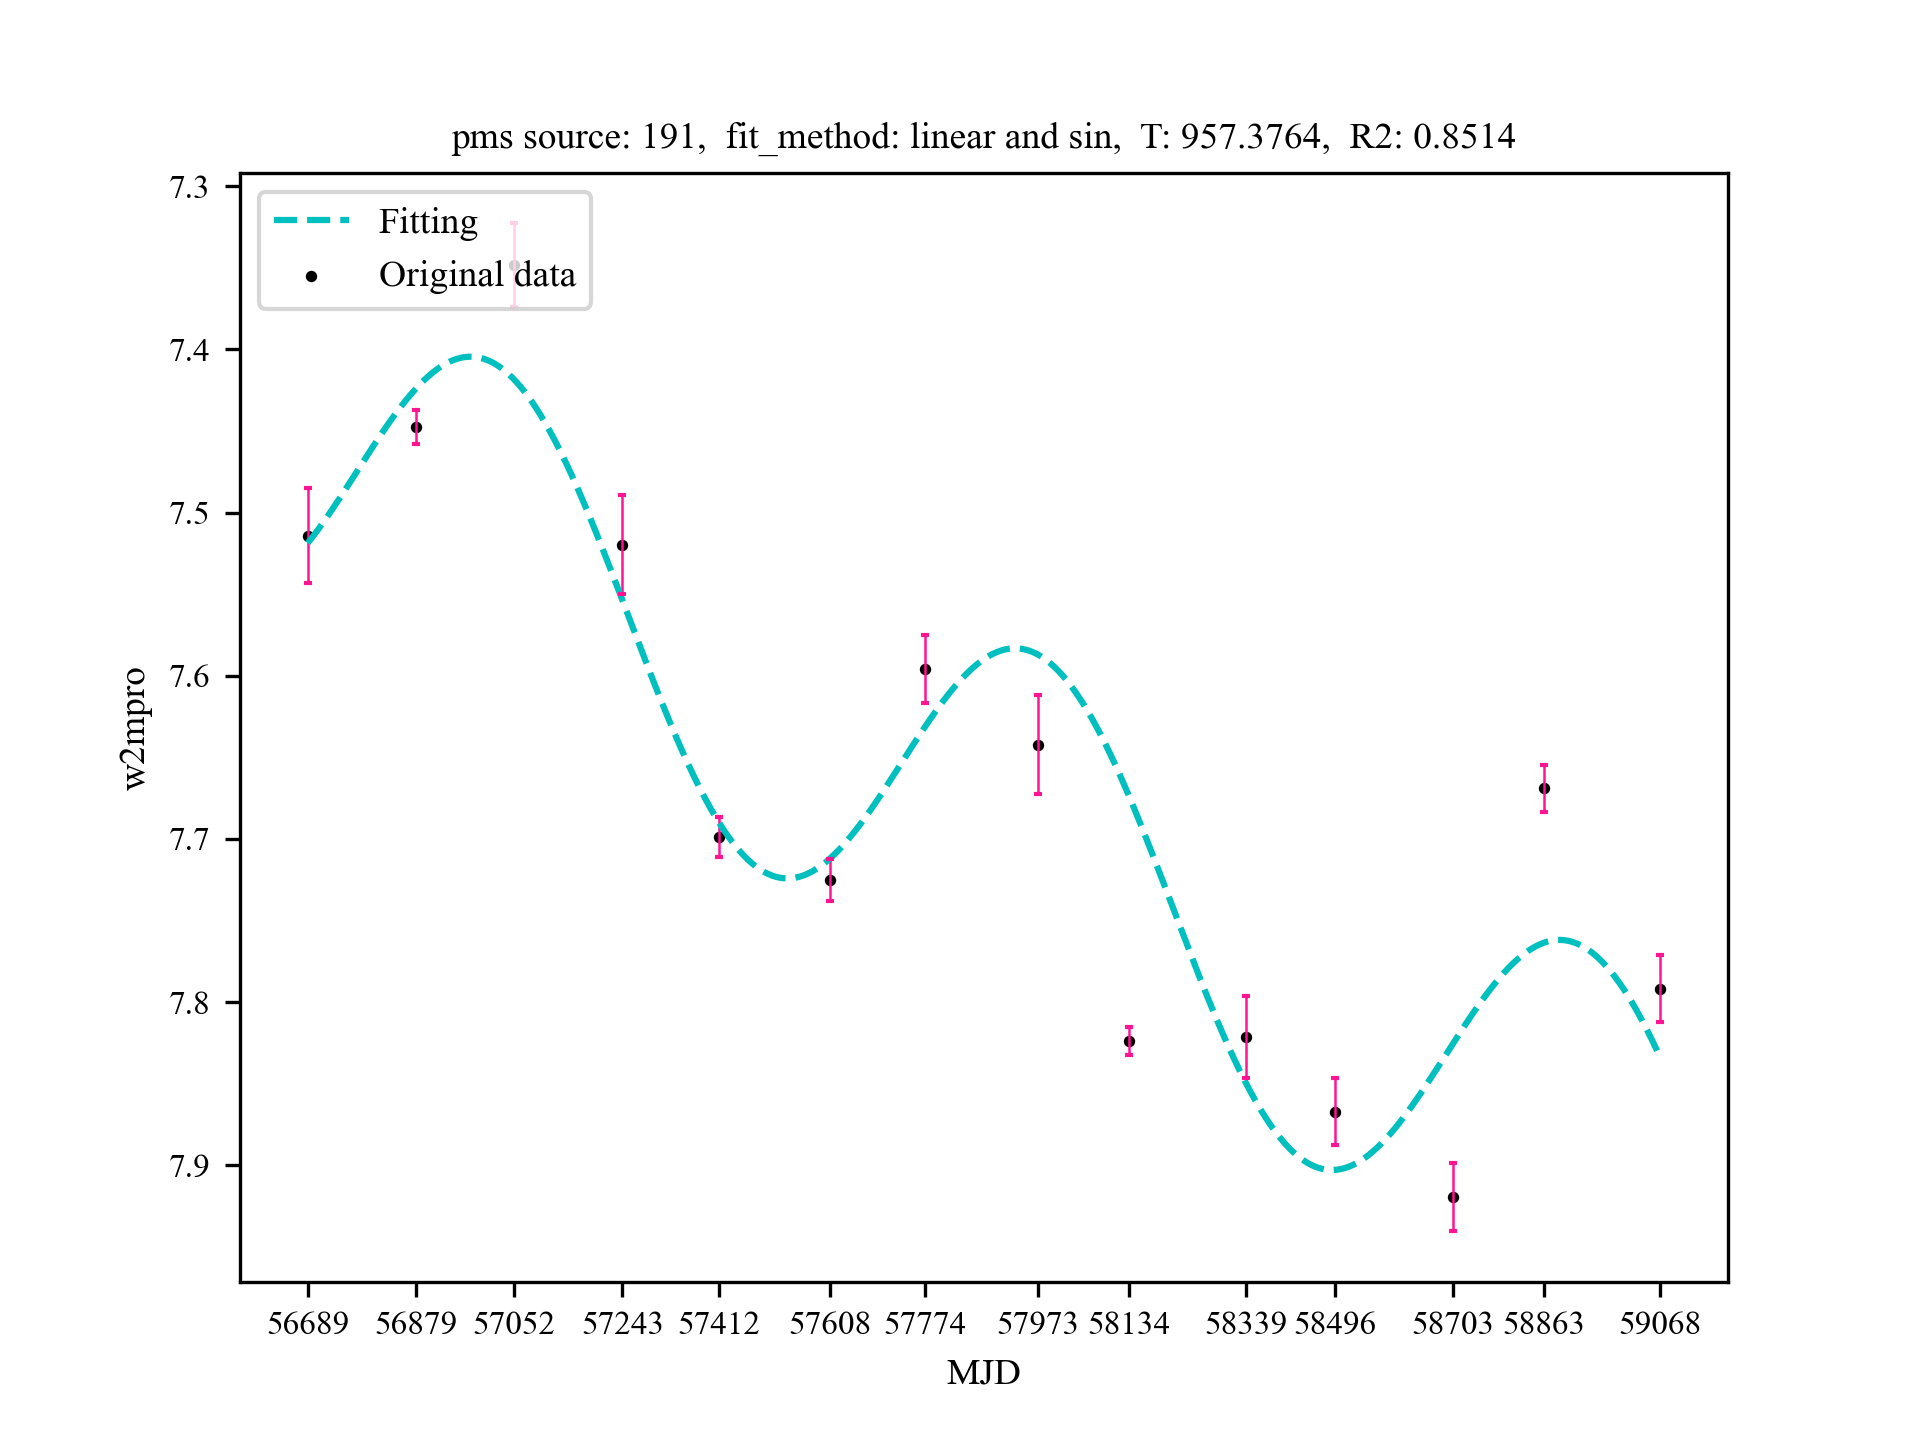 pms source: 191,  fit_method: linear and sin,  T: 957.3764,  R2: 0.8514
7.3
7.4
7.5
7.6
7.7
7.8
7.9
w2mpro
Fitting
Original data
56689 56879 57052 57243 57412 57608 57774 57973 58134 58339 58496 58703 58863 59068
MJD